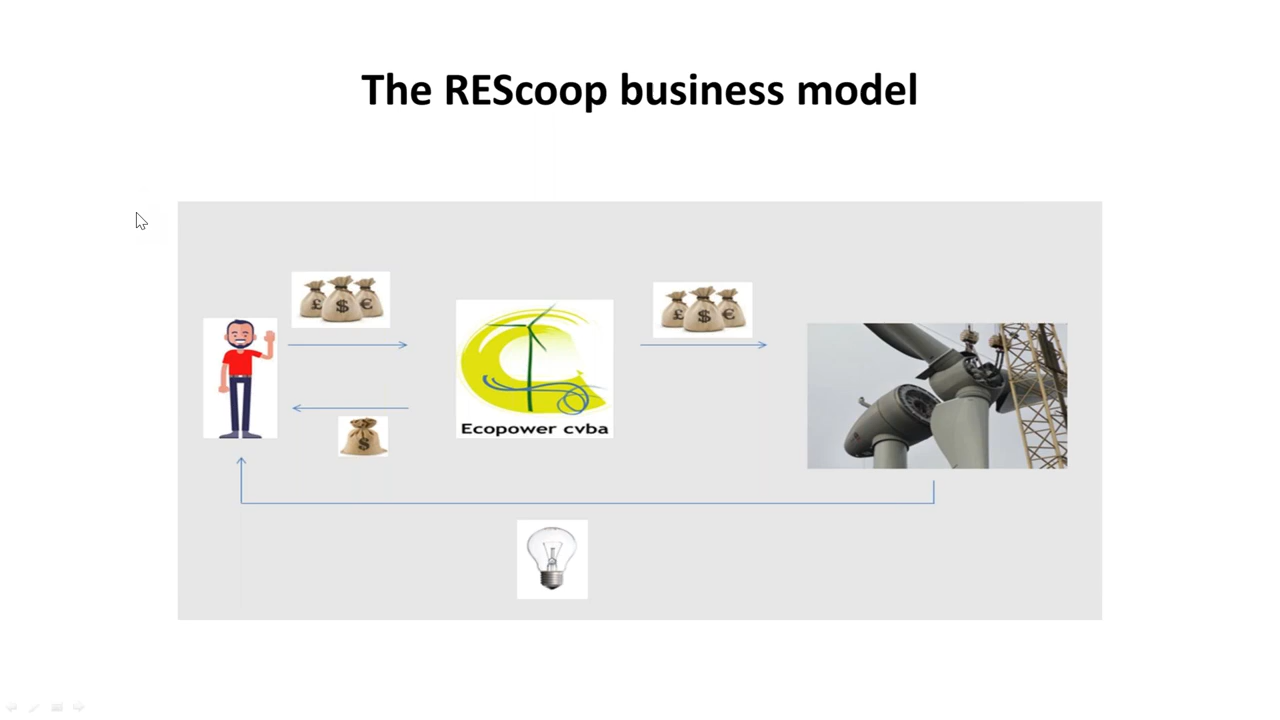 The REScoop business model
£ $ €
£ $ €
Ecopower cvba
$